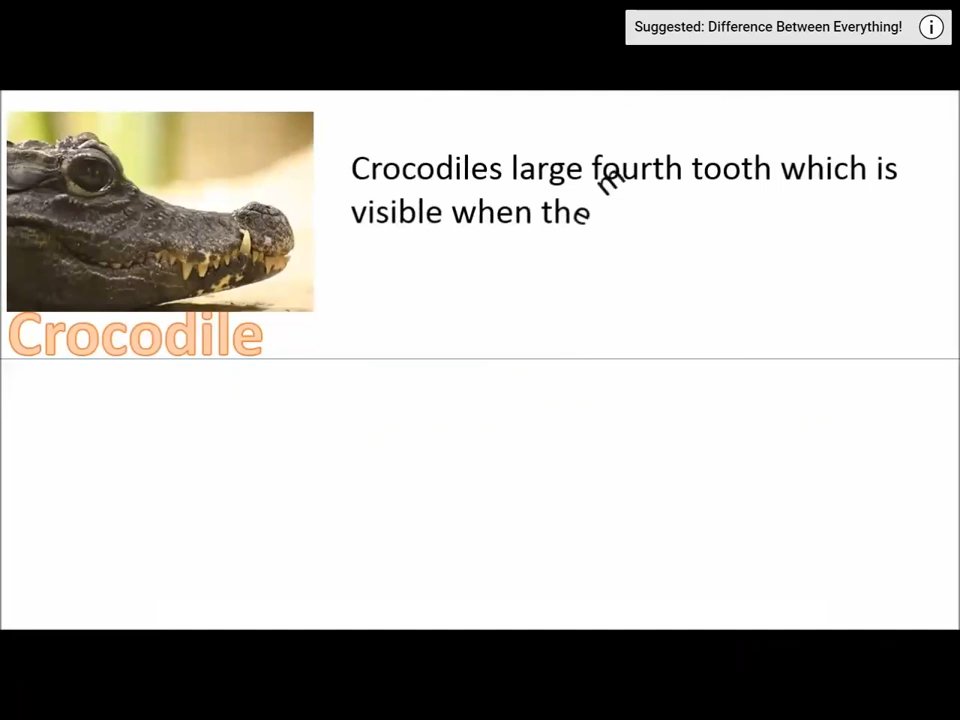 Suggested: Difference Between Everything!
Crocodiles large fourth tooth which is
visible when the m
Crocodile